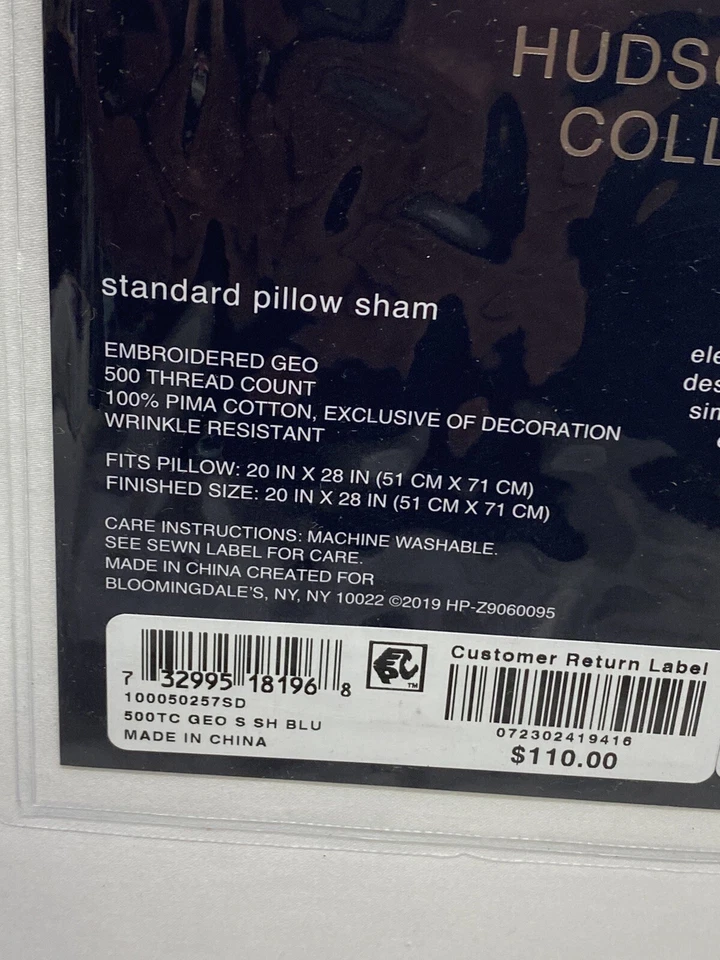 HUDS
COLL
standard pillow sham
EMBROIDERED GEO
500 THREAD COUNT
100% PIMA COTTON, EXCLUSIVE OF DECORATION
WRINKLE RESISTANT
FITS PILLOW: 20 IN X 28 IN (51 CM X 71 CM)
FINISHED SIZE: 20 IN X 28 IN (51 CM X 71 CM)
CARE INSTRUCTIONS: MACHINE WASHABLE.
SEE SEWN LABEL FOR CARE.
MADE IN CHINA CREATED FOR
BLOOMINGDALE'S, NY, NY 10022 ©2019 HP-Z9060095
ele
des
sin
7 32995 18196 8
100050257SD
500TC GEO S SH BLU
MADE IN CHINA
TM
Customer Return Label
072302419416
$110.00